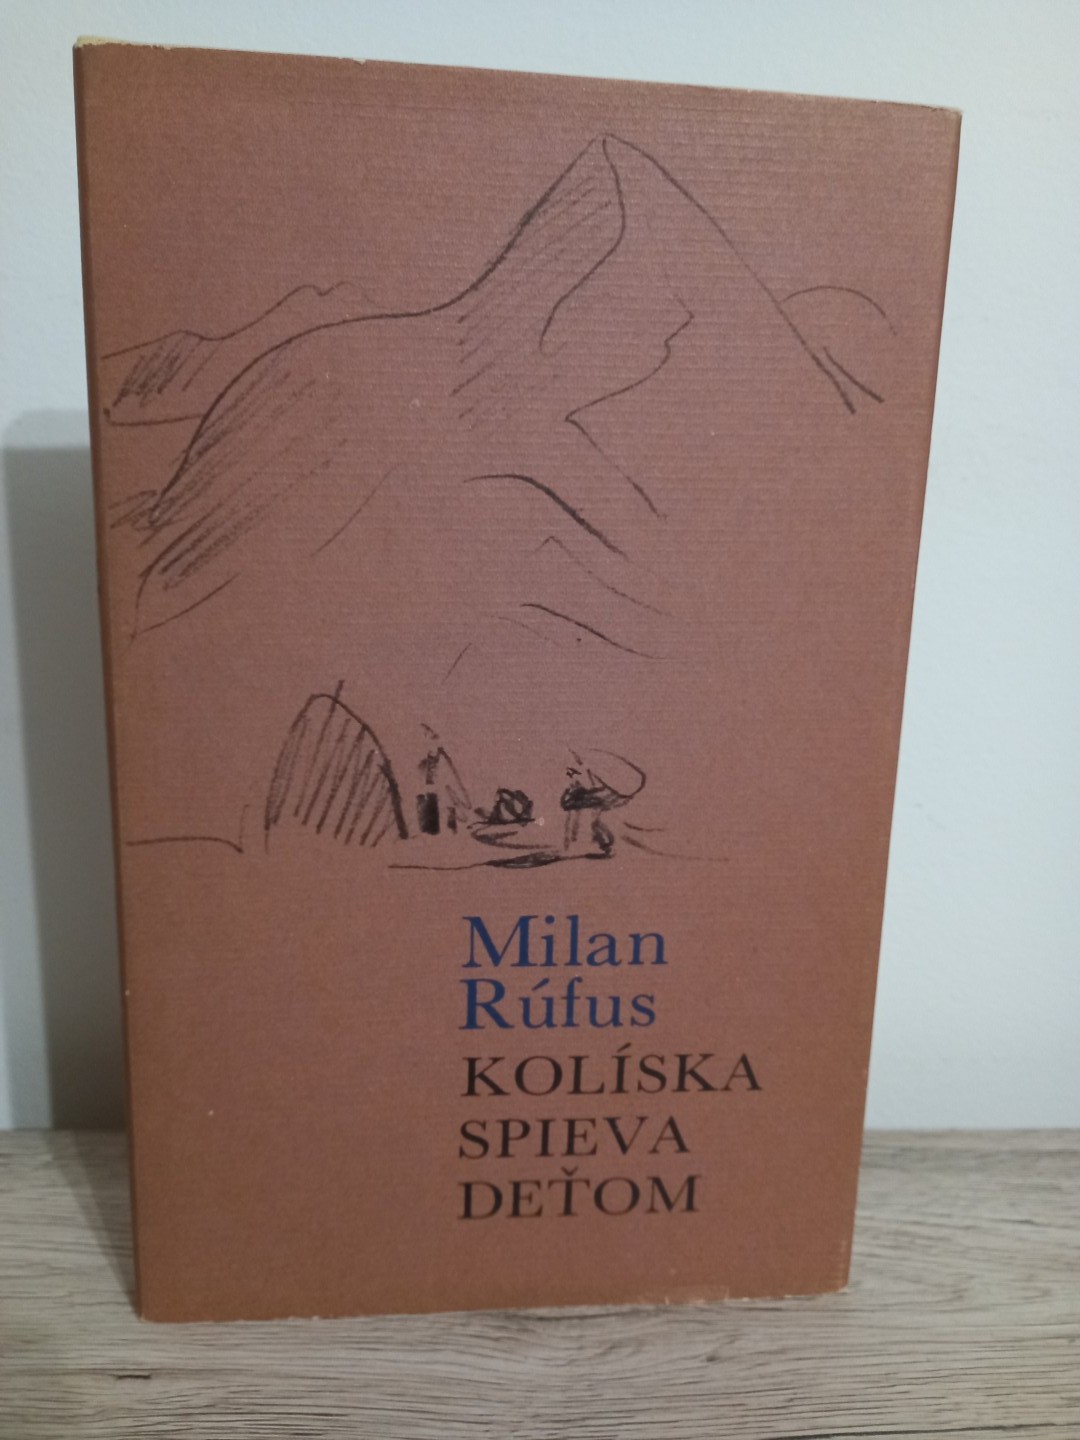 Milan
Rúfus
KOLÍSKA
SPIEVA
DEŤOM